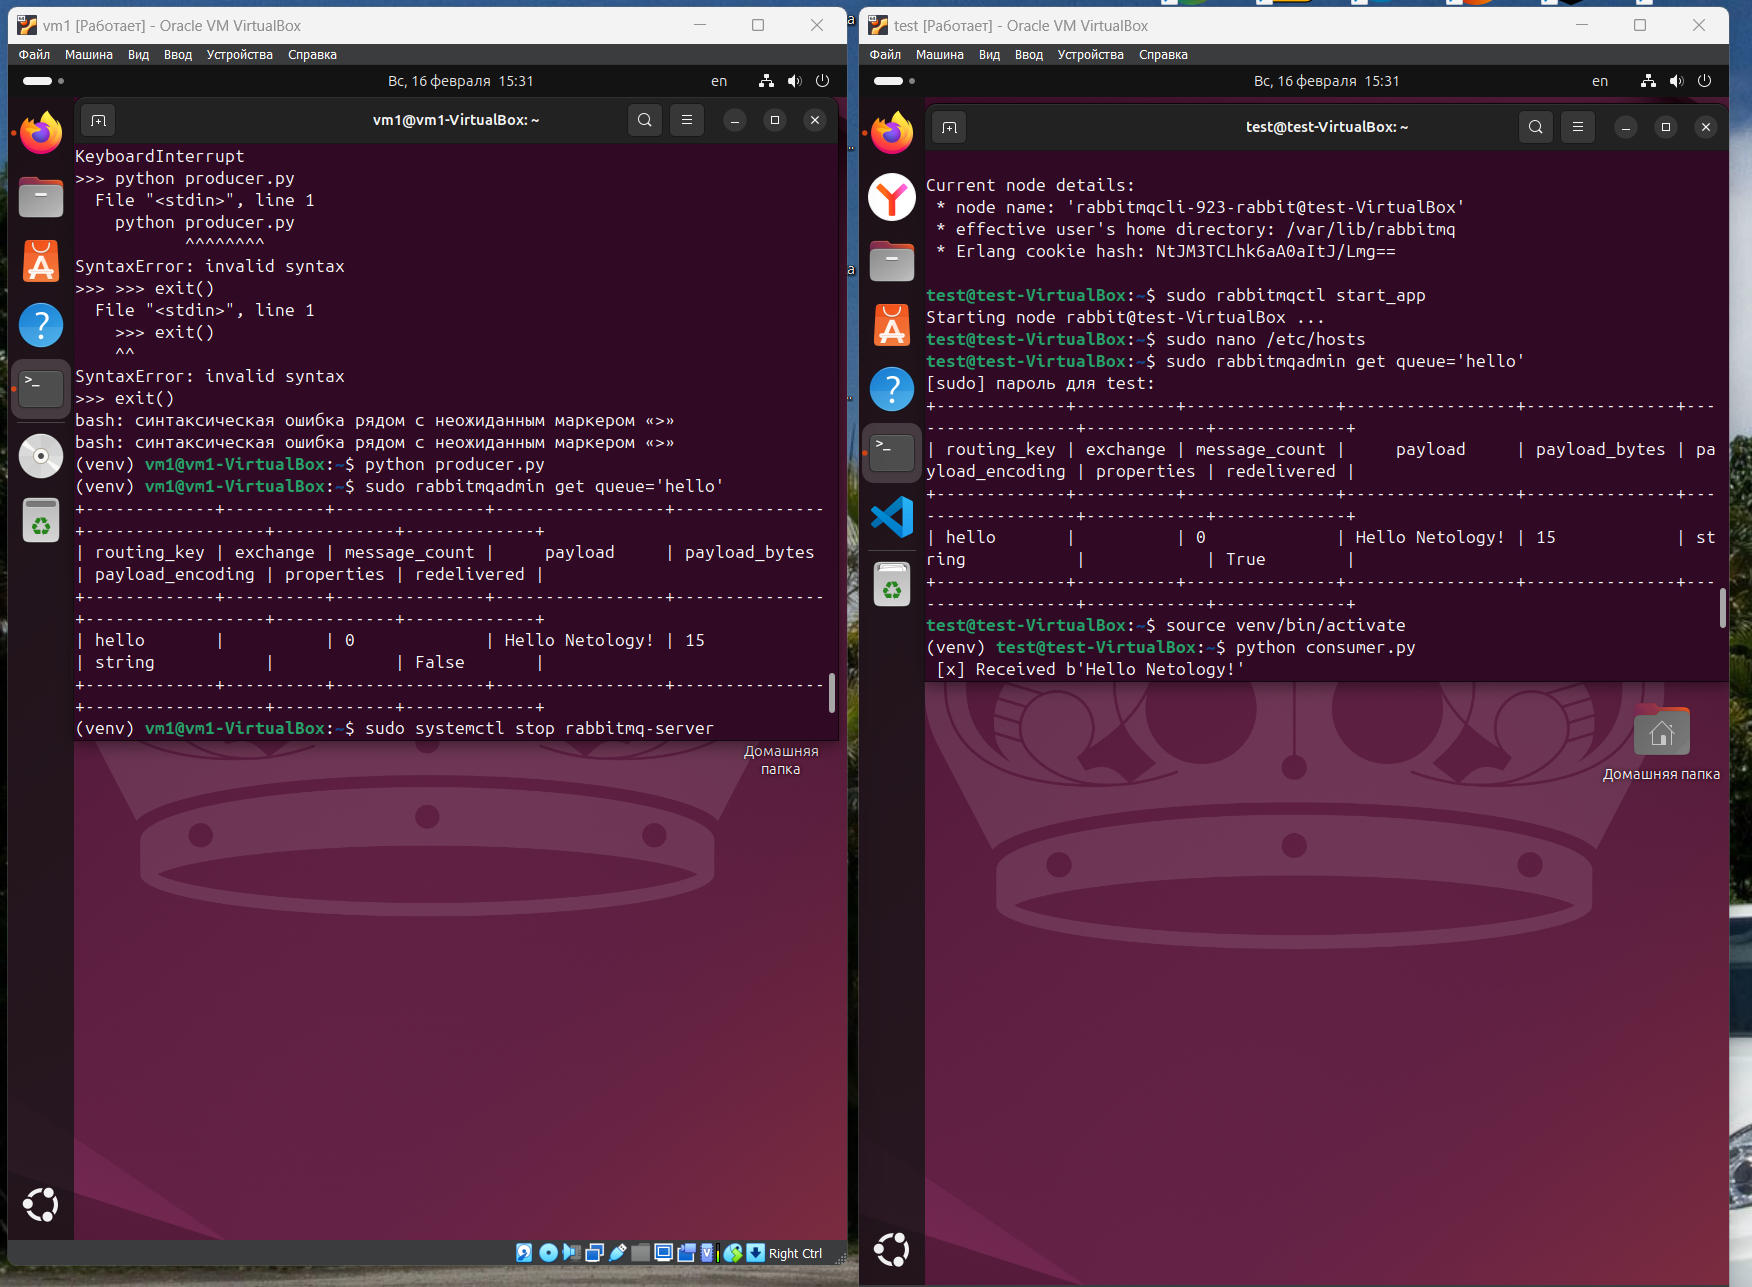 vm1 [Работает] - Oracle VM VirtualBox
Файл Машина Вид Ввод Устройства Справка
Вс, 16 февраля 15:31
en
vm1@vm1-VirtualBox: ~
KeyboardInterrupt
>>> python producer.py
  File "<stdin>", line 1
    python producer.py
           ^^^^^^^^
SyntaxError: invalid syntax
>>> >>> exit()
  File "<stdin>", line 1
    >>> exit()
    ^^
SyntaxError: invalid syntax
>>> exit()
bash: синтаксическая ошибка рядом с неожиданным маркером «>»
bash: синтаксическая ошибка рядом с неожиданным маркером «>»
(venv) vm1@vm1-VirtualBox:~$ python producer.py
(venv) vm1@vm1-VirtualBox:~$ sudo rabbitmqadmin get queue='hello'
+-------------+----------+---------------+-----------------+---------------
+------------------+------------+-------------+
| routing_key | exchange | message_count |     payload     | payload_bytes
| payload_encoding | properties | redelivered |
+-------------+----------+---------------+-----------------+---------------
+------------------+------------+-------------+
| hello       |          | 0             | Hello Netology! | 15
| string           |            | False       |
+-------------+----------+---------------+-----------------+---------------
+------------------+------------+-------------+
(venv) vm1@vm1-VirtualBox:~$ sudo systemctl stop rabbitmq-server
Домашняя
папка
Right Ctrl
test [Работает] - Oracle VM VirtualBox
Файл Машина Вид Ввод Устройства Справка
Вс, 16 февраля 15:31
en
test@test-VirtualBox: ~
Current node details:
 * node name: 'rabbitmqcli-923-rabbit@test-VirtualBox'
 * effective user's home directory: /var/lib/rabbitmq
 * Erlang cookie hash: NtJM3TCLhk6aA0aItJ/Lmg==
test@test-VirtualBox:~$ sudo rabbitmqctl start_app
Starting node rabbit@test-VirtualBox ...
test@test-VirtualBox:~$ sudo nano /etc/hosts
test@test-VirtualBox:~$ sudo rabbitmqadmin get queue='hello'
[sudo] пароль для test:
+-------------+----------+---------------+-----------------+---------------+---
---------------+------------+-------------+
| routing_key | exchange | message_count |     payload     | payload_bytes | pa
yload_encoding | properties | redelivered |
+-------------+----------+---------------+-----------------+---------------+---
---------------+------------+-------------+
| hello       |          | 0             | Hello Netology! | 15            | st
ring           |            | True        |
+-------------+----------+---------------+-----------------+---------------+---
---------------+------------+-------------+
test@test-VirtualBox:~$ source venv/bin/activate
(venv) test@test-VirtualBox:~$ python consumer.py
 [x] Received b'Hello Netology!'
Домашняя папка